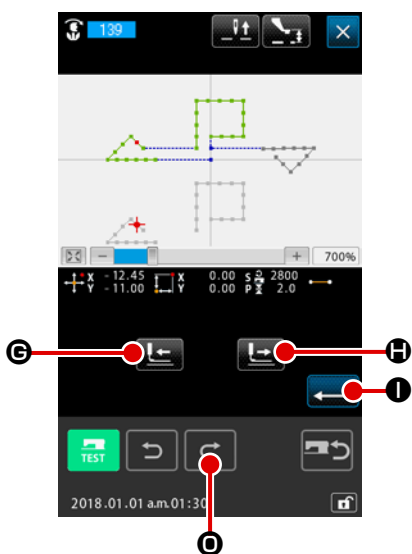 139
700%
X -12.45 X 0.00 S 2800
Y -11.00 Y 0.00 P 2.0
G
H
I
TEST
2018.01.01 a.m.01:30
O